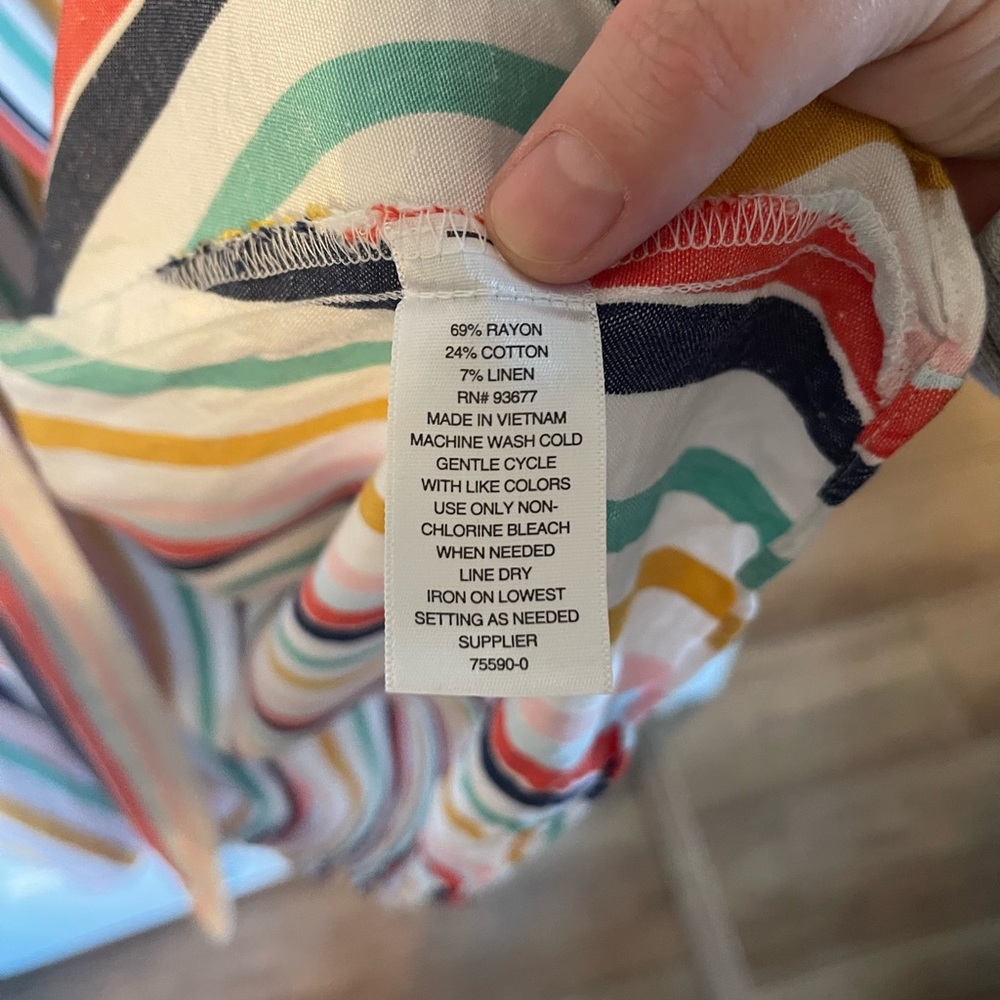 69% RAYON
24% COTTON
7% LINEN
RN# 93677
MADE IN VIETNAM
MACHINE WASH COLD
GENTLE CYCLE
WITH LIKE COLORS
USE ONLY NON-
CHLORINE BLEACH
WHEN NEEDED
LINE DRY
IRON ON LOWEST
SETTING AS NEEDED
SUPPLIER
75590-0